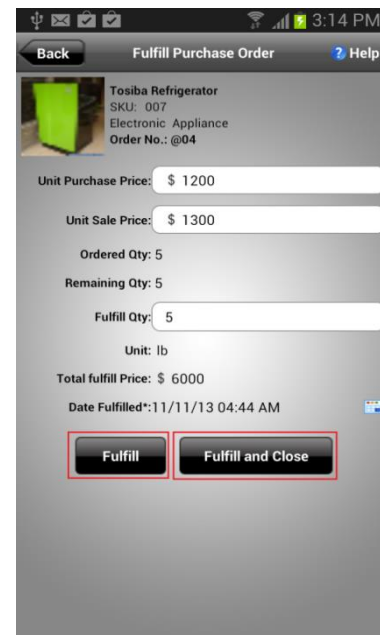 3:14 PM
Back
Fulfill Purchase Order
? Help
Tosiba Refrigerator
SKU: 007
Electronic Appliance
Order No.: @04
Unit Purchase Price: $ 1200
Unit Sale Price: $ 1300
Ordered Qty: 5
Remaining Qty: 5
Fulfill Qty: 5
Unit: lb
Total fulfill Price: $ 6000
Date Fulfilled*:11/11/13 04:44 AM
Fulfill
Fulfill and Close